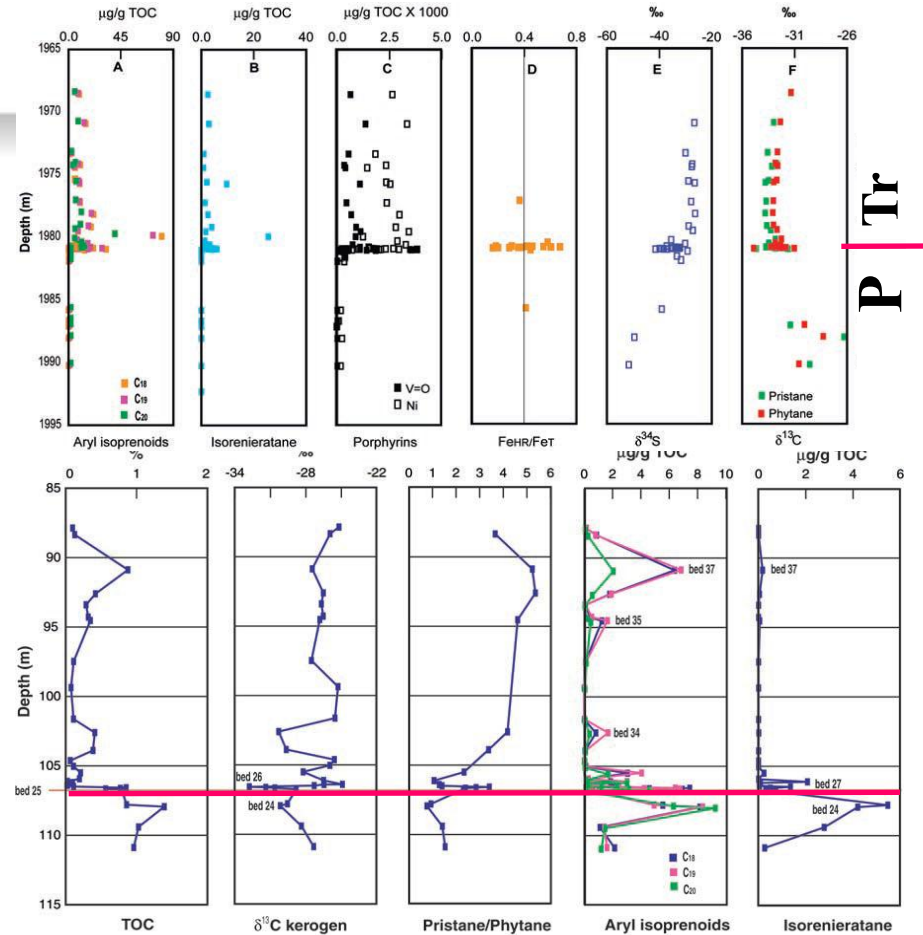 μg/g TOC μg/g TOC μg/g TOC X 1000 ‰ ‰
0.0 45 90 0 20 40 0.0 2.0 4.0 6.0 0.0 0.4 0.8 -60 -40 -20 -36 -31 -26
1965
A B C D E F
1970
1975
1980
1985
1990
1995
Depth (m)
C18
C19
C20
V=O
Ni
Pristane
Phytane
Tr
P
Aryl isoprenoids Isorenieratane Porphyrins FeHR/FeT δ34S δ13C
% ‰ μg/g TOC μg/g TOC
0 1 2 -34 -28 -22 0 1 2 3 4 5 6 7 0 2 4 6 8 10 0 2 4 6
85
90
95
100
105
110
115
Depth (m)
bed 37 bed 37
bed 35
bed 34
bed 26 bed 27
bed 25
bed 24 bed 24
C18
C19
C20
TOC δ13C kerogen Pristane/Phytane Aryl isoprenoids Isorenieratane